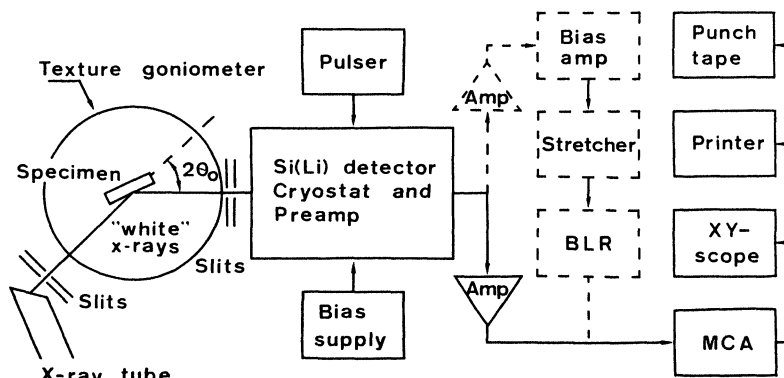 Texture goniometer
Specimen
2θ₀
"white"
x-rays
Slits
Slits
X-ray tube
Pulser
Si(Li) detector
Cryostat and
Preamp
Bias
supply
Amp
Amp
Bias
amp
Stretcher
BLR
Punch
tape
Printer
XY-
scope
MCA